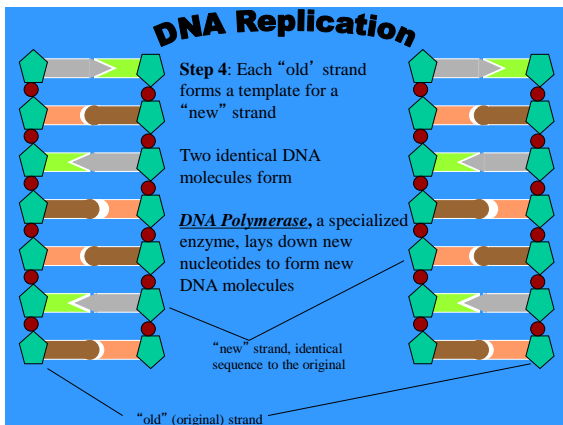 DNA Replication
Step 4: Each “old’ strand
forms a template for a
“new” strand
Two identical DNA
molecules form
DNA Polymerase, a specialized
enzyme, lays down new
nucleotides to form new
DNA molecules
“new” strand, identical
sequence to the original
“old” (original) strand